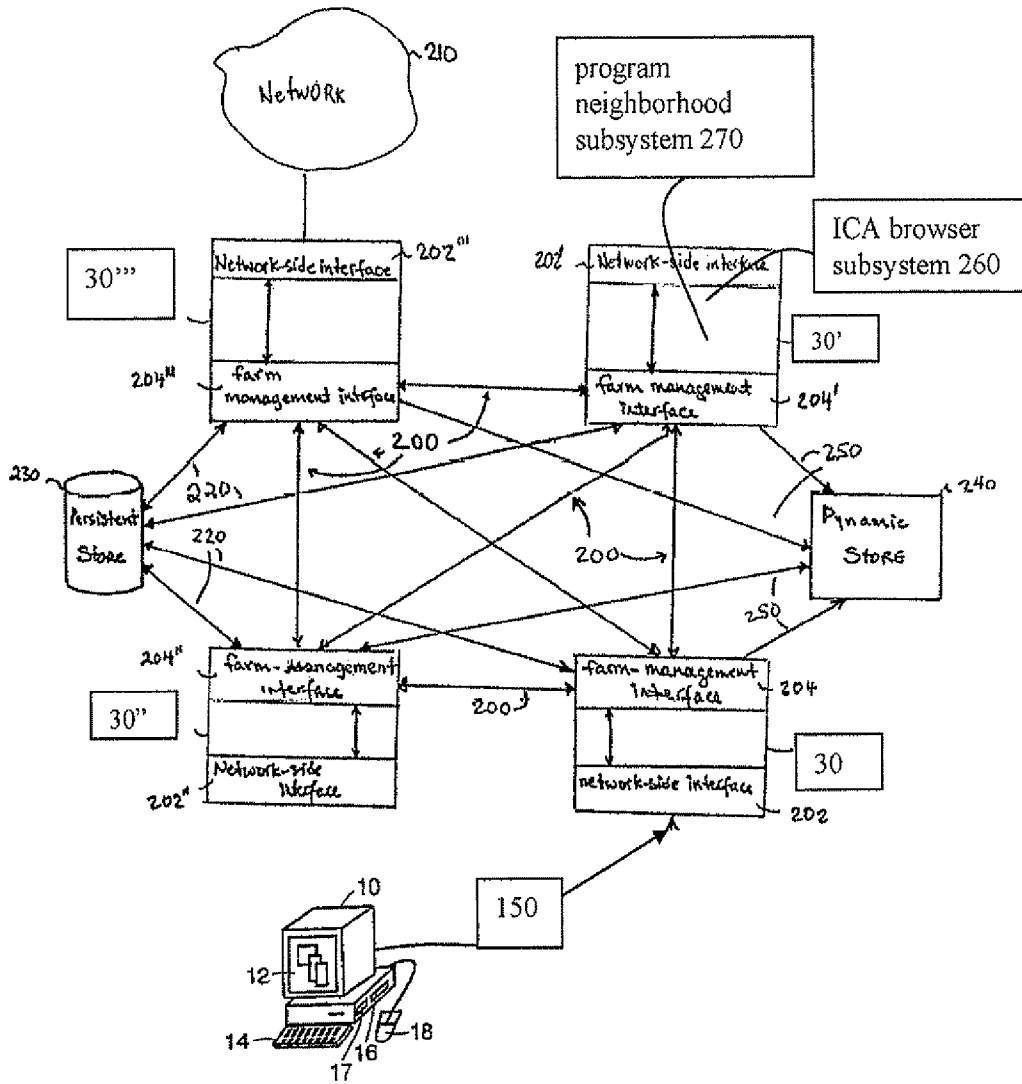 210
Network
program
neighborhood
subsystem 270
ICA browser
subsystem 260
202'''
Network-side interface
30'''
204'''
farm
management interface
202'
Network-side interface
30'
farm management
interface
204'
200
230
Persistent
Store
220
220
250
240
Dynamic
STORE
200
250
204"
farm-management
interface
30"
Network-side
interface
202"
200
farm-management
interface
204
30
network-side interface
202
150
10
12
14
17
16
18